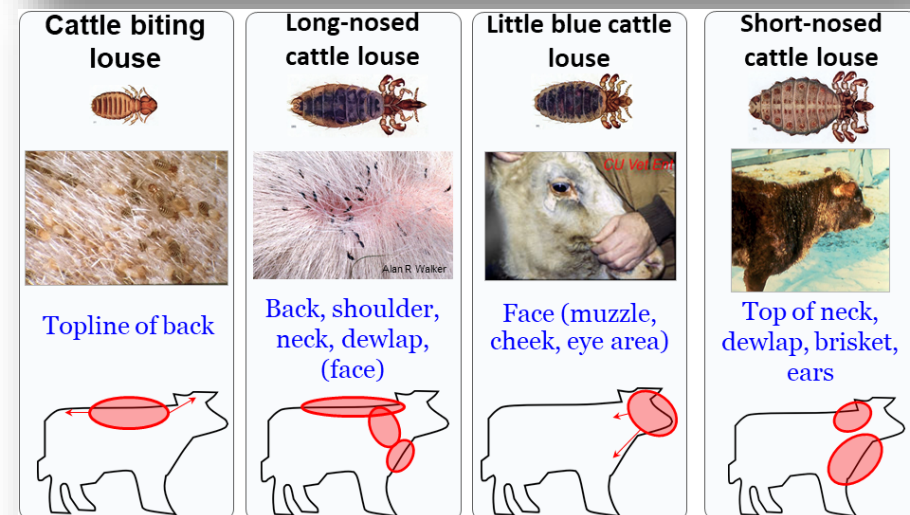 Cattle biting
louse
Topline of back
Long-nosed
cattle louse
Alan R Walker
Back, shoulder,
neck, dewlap,
(face)
Little blue cattle
louse
CU Vet Ent
Face (muzzle,
cheek, eye area)
Short-nosed
cattle louse
Top of neck,
dewlap, brisket,
ears